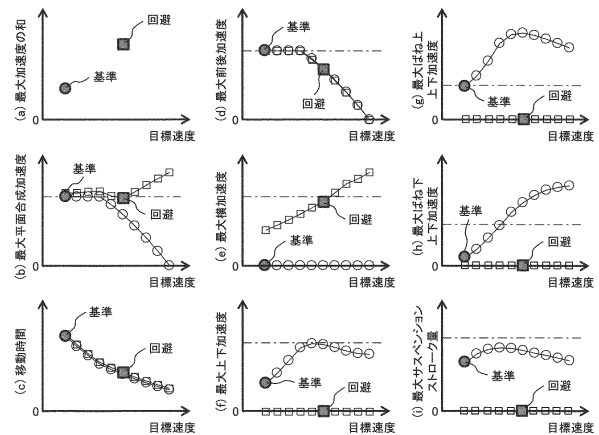 (a) 最大加速度の和
回避
基準
0
目標速度
(d) 最大前後加速度
基準
回避
0
目標速度
(g) 最大ばね上
上下加速度
基準
回避
0
目標速度
(b) 最大平面合成加速度
基準
回避
0
目標速度
(e) 最大横加速度
基準
回避
0
目標速度
(h) 最大ばね下
上下加速度
基準
回避
0
目標速度
(c) 移動時間
基準
回避
0
目標速度
(f) 最大上下加速度
基準
回避
0
目標速度
(i) 最大サスペンション
ストローク量
基準
回避
0
目標速度